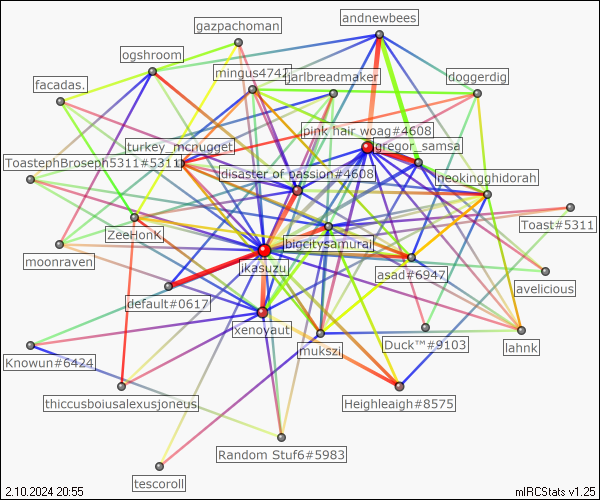 andnewbees
gazpachoman
ogshroom
mingus4742
jarlbreadmaker
doggerdig
facadas.
pink hair woag#4608
gregor_samsa
turkey_mcnugget
ToastephBroseph5311#5311
disaster of passion#4608
neokingghidorah
Toast#5311
ZeeHonK
bigcitysamurai
moonraven
ikasuzu
asad#6947
avelicious
default#0617
xenoyaut
Duck™#9103
lahnk
mukszi
Knowun#6424
thiccusboiusalexusjoneus
Heighleaigh#8575
Random Stuf6#5983
tescoroll
2.10.2024 20:55
mIRCStats v1.25